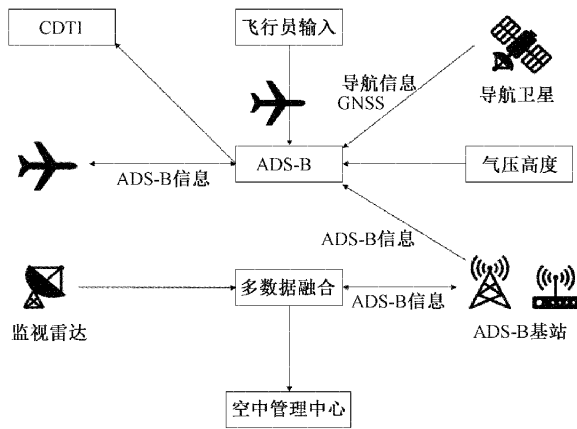 CDTI
飞行员输入
导航信息
GNSS
导航卫星
ADS-B
气压高度
ADS-B信息
ADS-B信息
监视雷达
多数据融合
ADS-B信息
ADS-B基站
空中管理中心